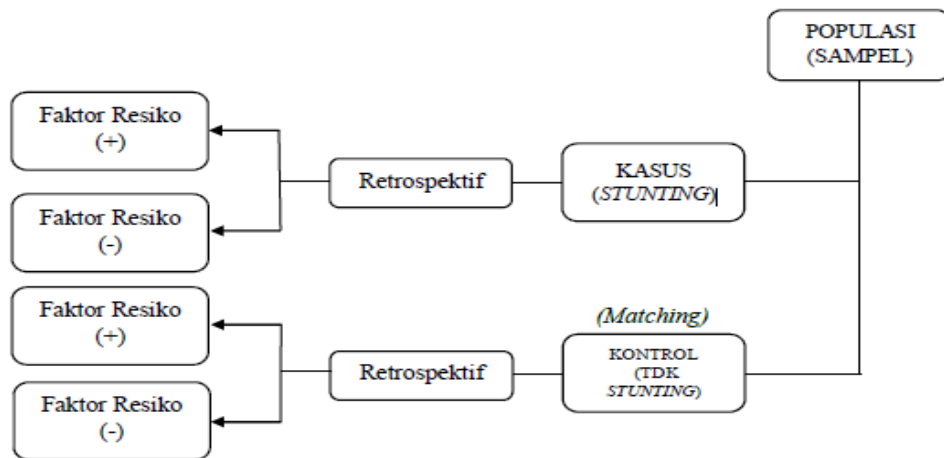 POPULASI
(SAMPEL)
Faktor Resiko
(+)
Retrospektif
KASUS
(STUNTING)
Faktor Resiko
(-)
Faktor Resiko
(+)
(Matching)
Retrospektif
KONTROL
(TDK
STUNTING)
Faktor Resiko
(-)